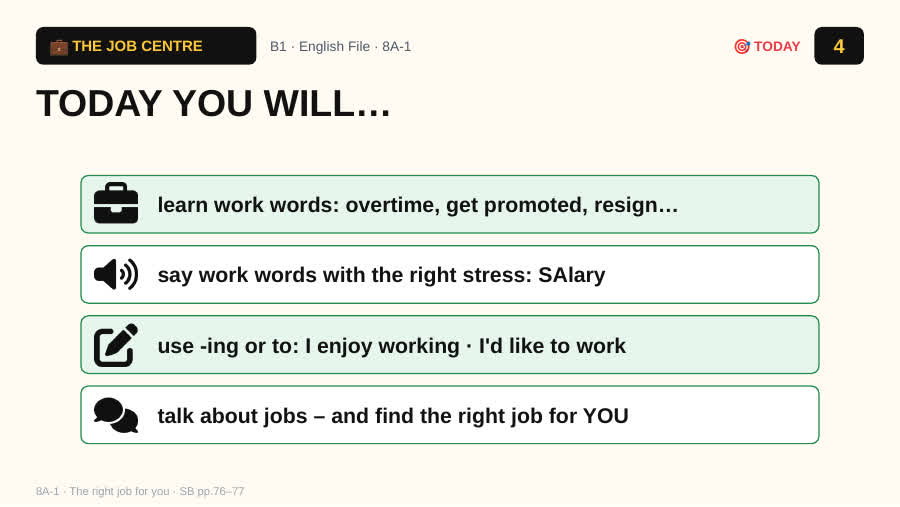 💼 THE JOB CENTRE
B1 · English File · 8A-1
🎯 TODAY
4
TODAY YOU WILL…
learn work words: overtime, get promoted, resign…
say work words with the right stress: SAlary
use -ing or to: I enjoy working · I'd like to work
talk about jobs – and find the right job for YOU
8A-1 · The right job for you · SB pp.76–77